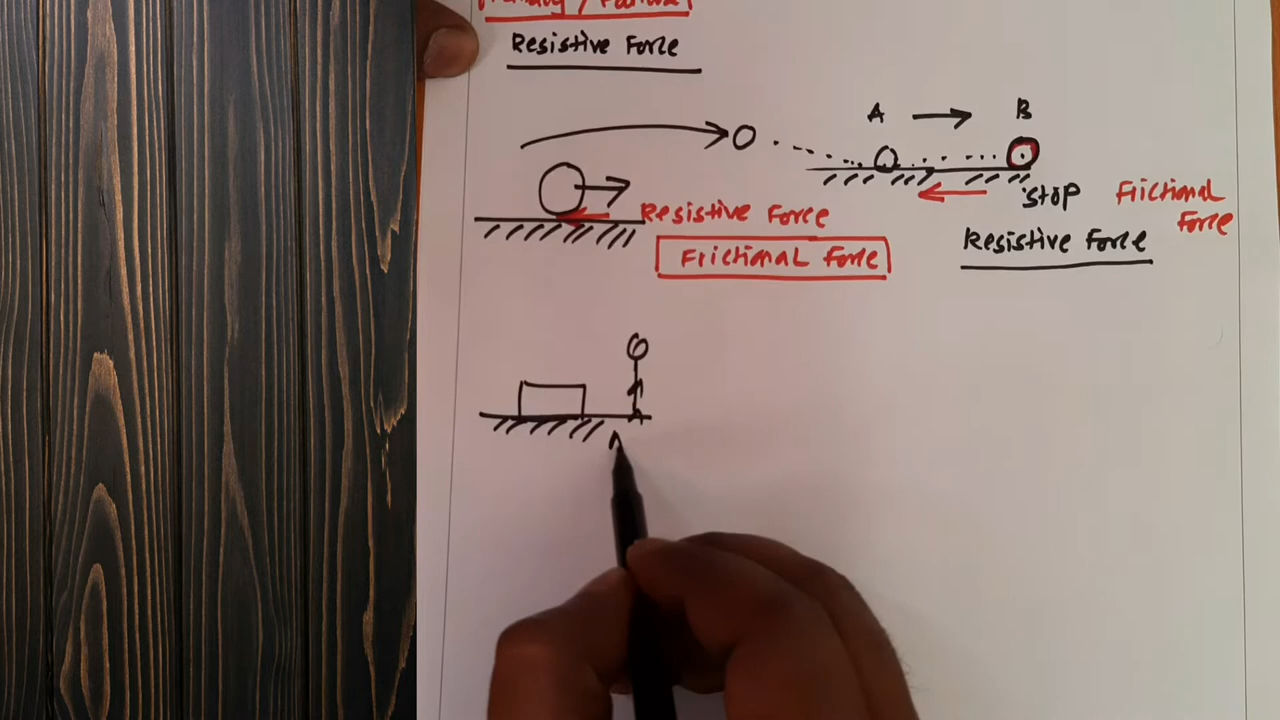 Resistive Force
A B
Resistive Force
Frictional Force
stop
Frictional
Force
Resistive Force